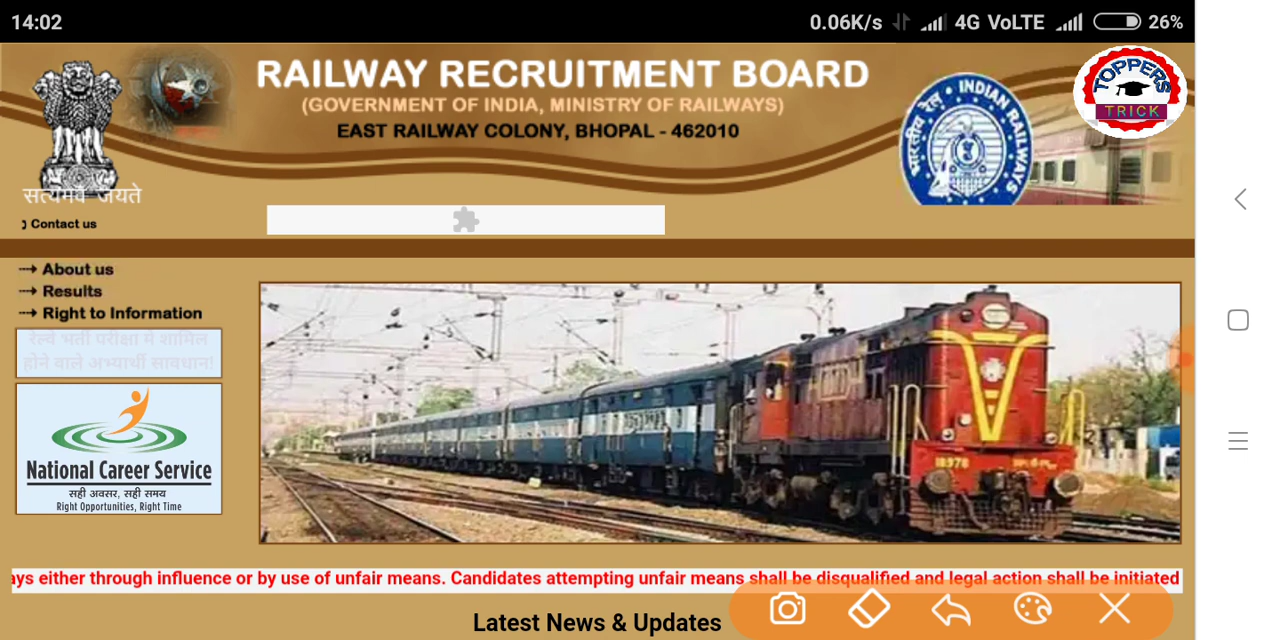 14:02
0.06K/s 4G VoLTE 26%
RAILWAY RECRUITMENT BOARD
(GOVERNMENT OF INDIA, MINISTRY OF RAILWAYS)
EAST RAILWAY COLONY, BHOPAL - 462010
सत्यमेव जयते
भारतीय रेल INDIAN RAILWAYS
TOPPERS
TRICK
Contact us
About us
Results
Right to Information
रेल्वे भर्ती परीक्षा में शामिल
होने वाले अभ्यार्थी सावधान!
National Career Service
सही अवसर, सही समय
Right Opportunities, Right Time
18978
ays either through influence or by use of unfair means. Candidates attempting unfair means shall be disqualified and legal action shall be initiated
Latest News & Updates